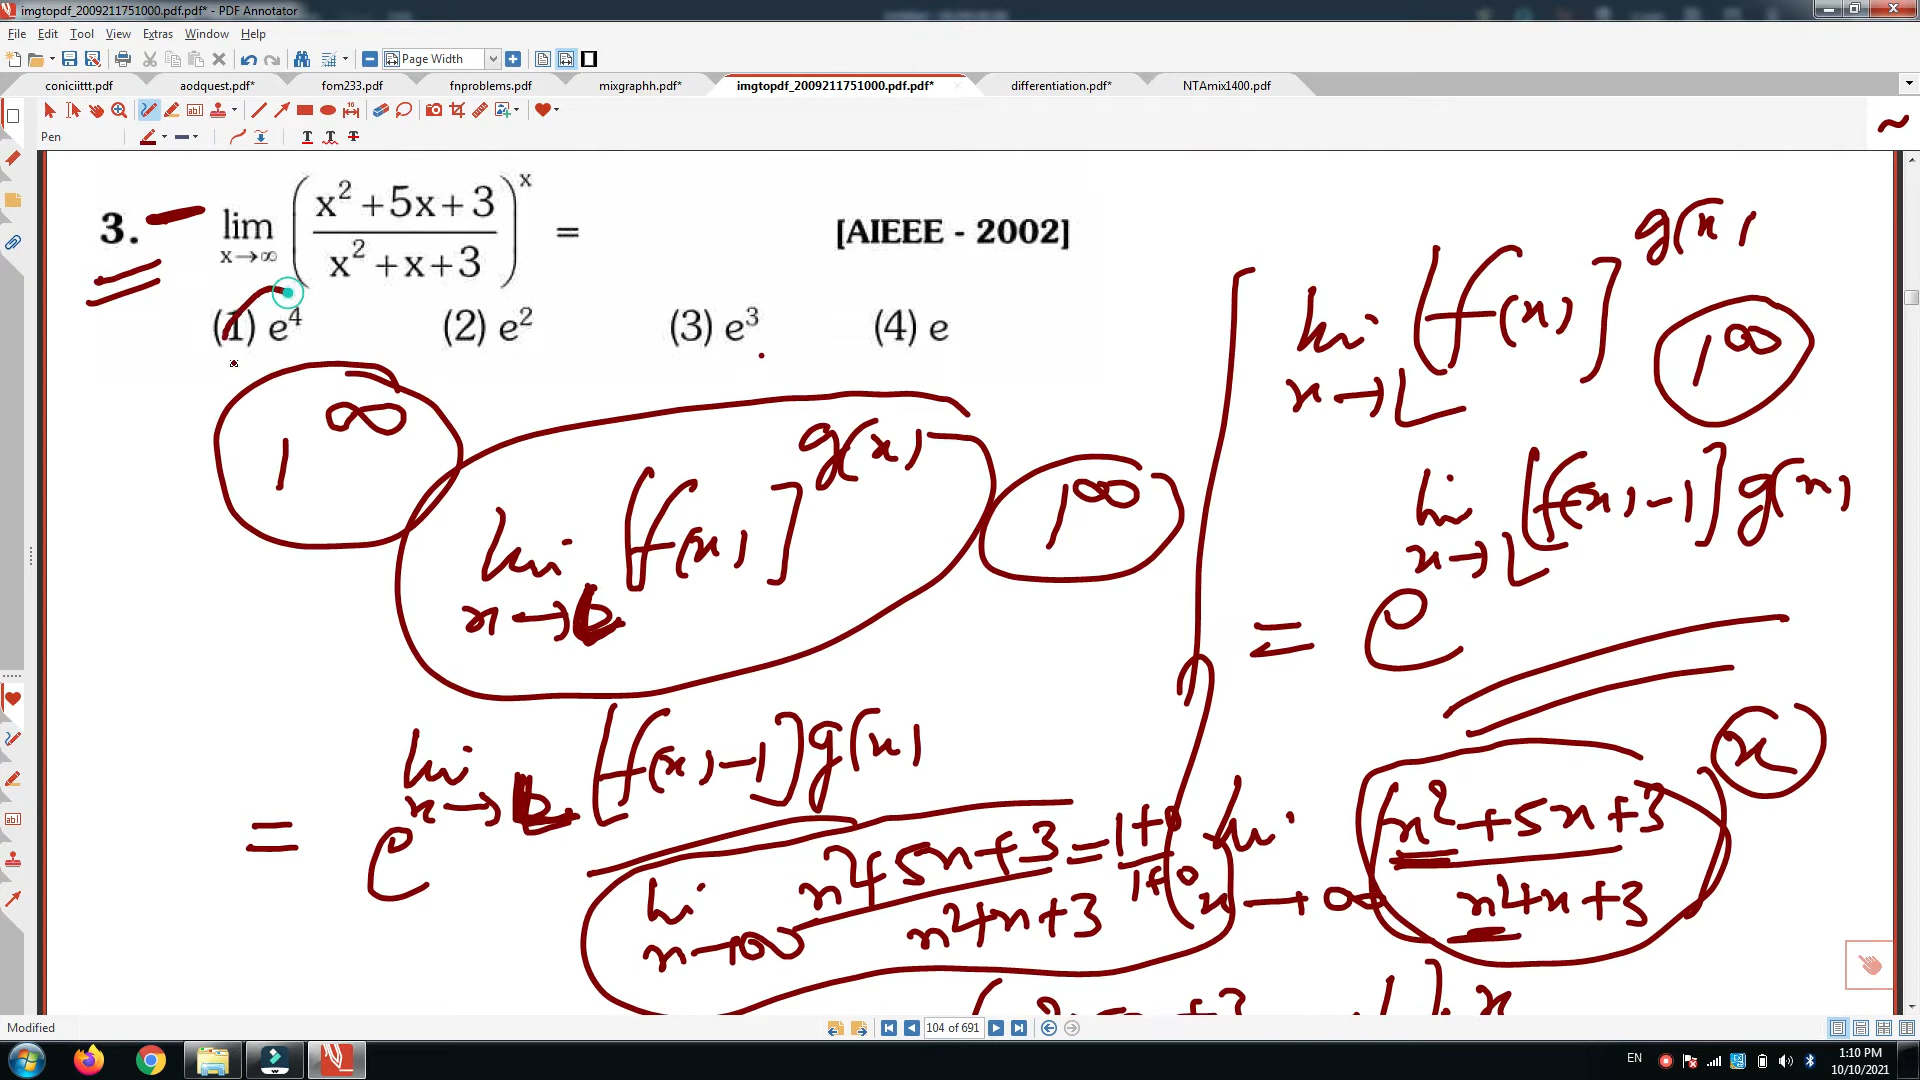 imgtopdf_2009211751000.pdf.pdf* - PDF Annotator
File Edit Tool View Extras Window Help
Page Width
coniciittt.pdf aodquest.pdf* fom233.pdf fnproblems.pdf mixgraphh.pdf* imgtopdf_2009211751000.pdf.pdf* differentiation.pdf* NTAmix1400.pdf
Pen
3. lim x→∞ ((x² +5x+3)/(x² +x+3))^x = [AIEEE - 2002]
(1) e⁴ (2) e² (3) e³ (4) e
1^∞
lim x→L [f(x)]^g(x) 1^∞
= e^lim x→L [f(x)-1]g(x)
lim x→∞ (x²+5x+3)/(x²+x+3) = (1+0)/(1+0)
lim x→L [f(x)]^g(x) 1^∞
= e^lim x→L [f(x)-1]g(x)
lim x→∞ ((x²+5x+3)/(x²+x+3))^x
Modified
104 of 691
EN
1:10 PM
10/10/2021